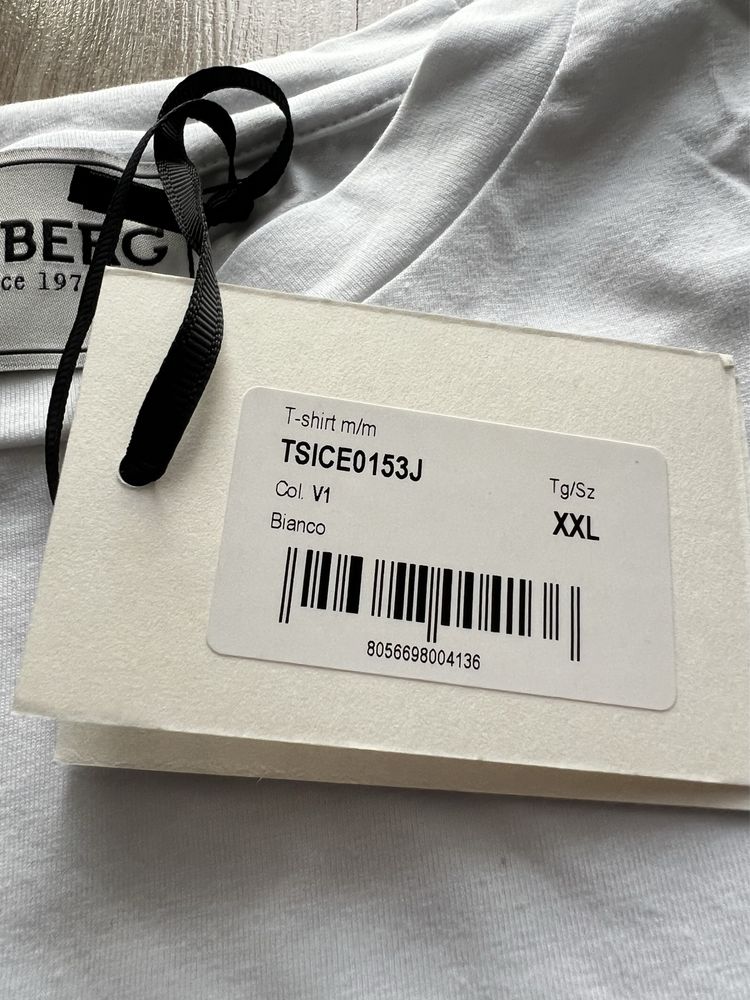 BERG
ce 197
T-shirt m/m
TSICE0153J
Col. V1
Bianco
Tg/Sz
XXL
8056698004136